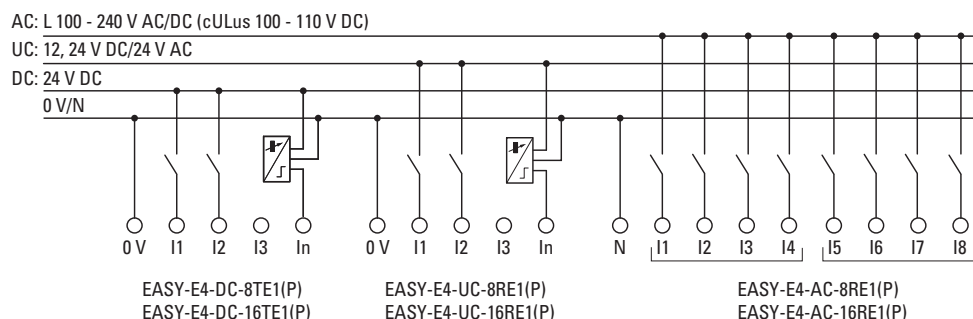 AC: L 100 - 240 V AC/DC (cULus 100 - 110 V DC)
UC: 12, 24 V DC/24 V AC
DC: 24 V DC
0 V/N
0 V I1 I2 I3 In 0 V I1 I2 I3 In N I1 I2 I3 I4 I5 I6 I7 I8
EASY-E4-DC-8TE1(P) EASY-E4-UC-8RE1(P) EASY-E4-AC-8RE1(P)
EASY-E4-DC-16TE1(P) EASY-E4-UC-16RE1(P) EASY-E4-AC-16RE1(P)